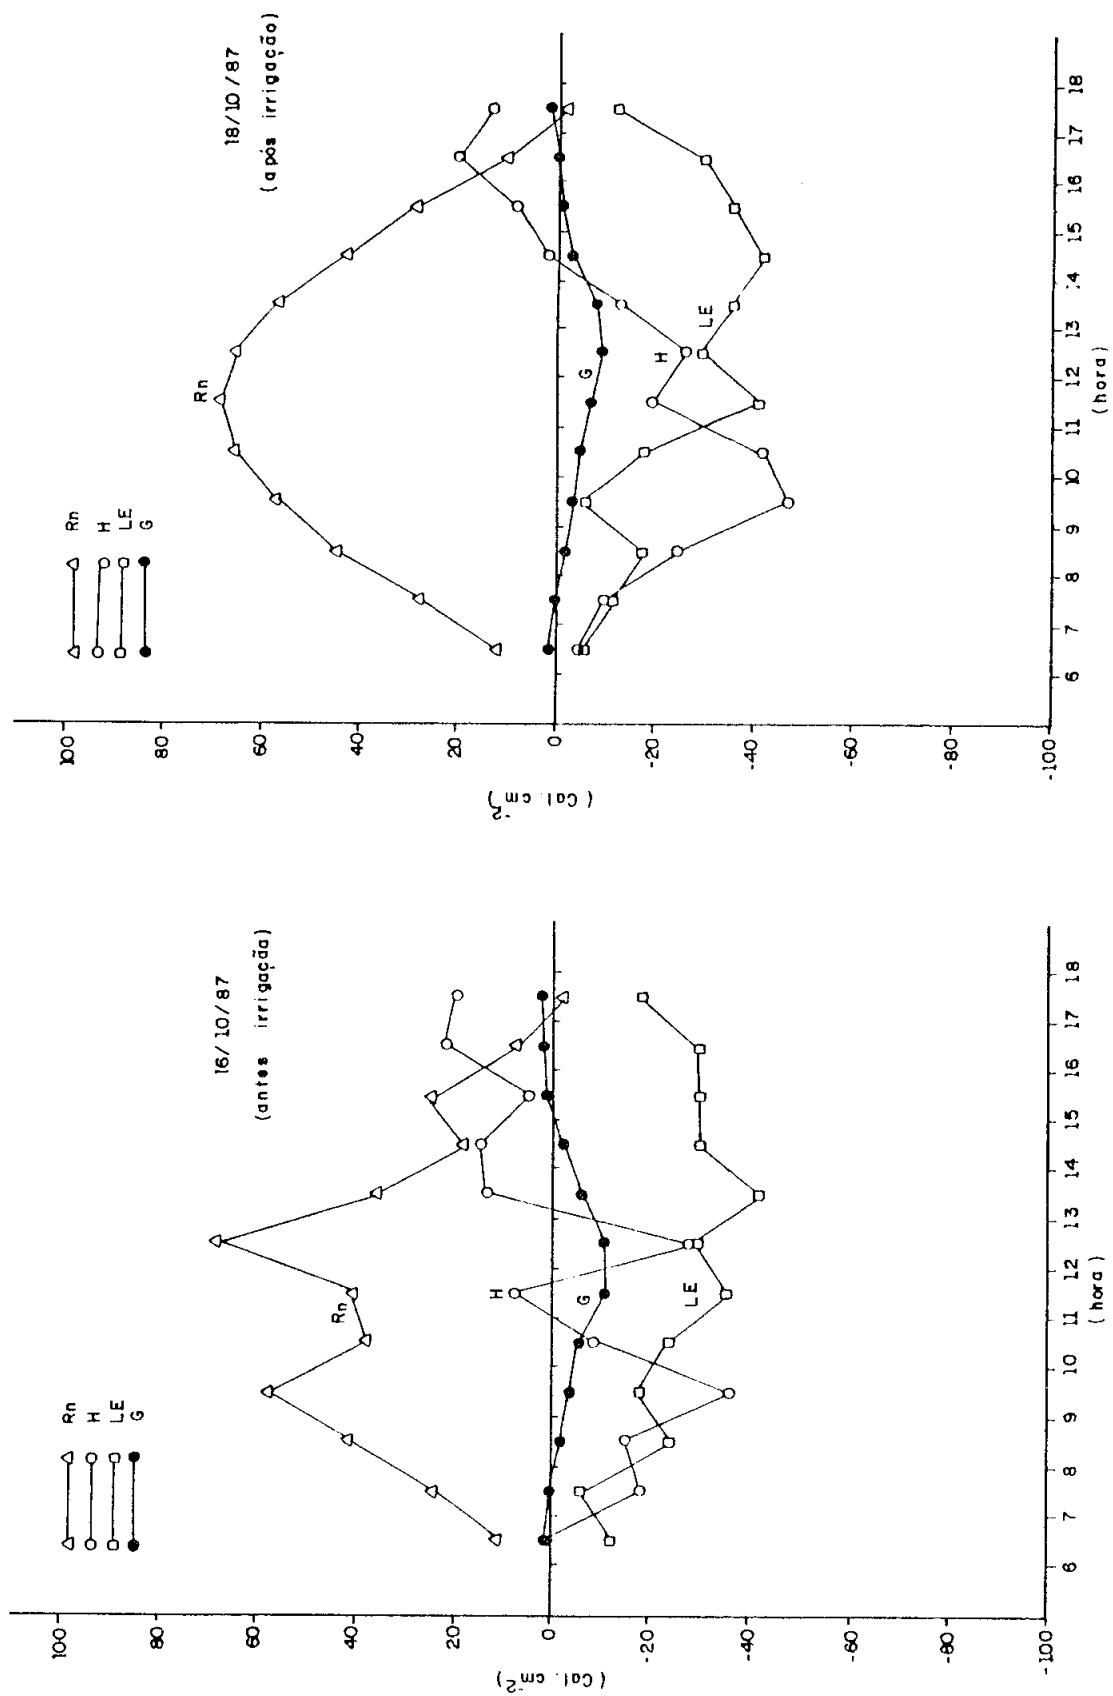 16/10/87
(antes irrigação)
Rn
H
LE
G
100
80
60
40
20
0
-20
-40
-60
-80
-100
(Cal. cm⁻²)
Rn
H
G
LE
6 7 8 9 10 11 12 13 14 15 16 17 18
(hora)
18/10/87
(após irrigação)
Rn
H
LE
G
100
80
60
40
20
0
-20
-40
-60
-80
-100
(Cal. cm⁻²)
Rn
G
H
LE
6 7 8 9 10 11 12 13 14 15 16 17 18
(hora)